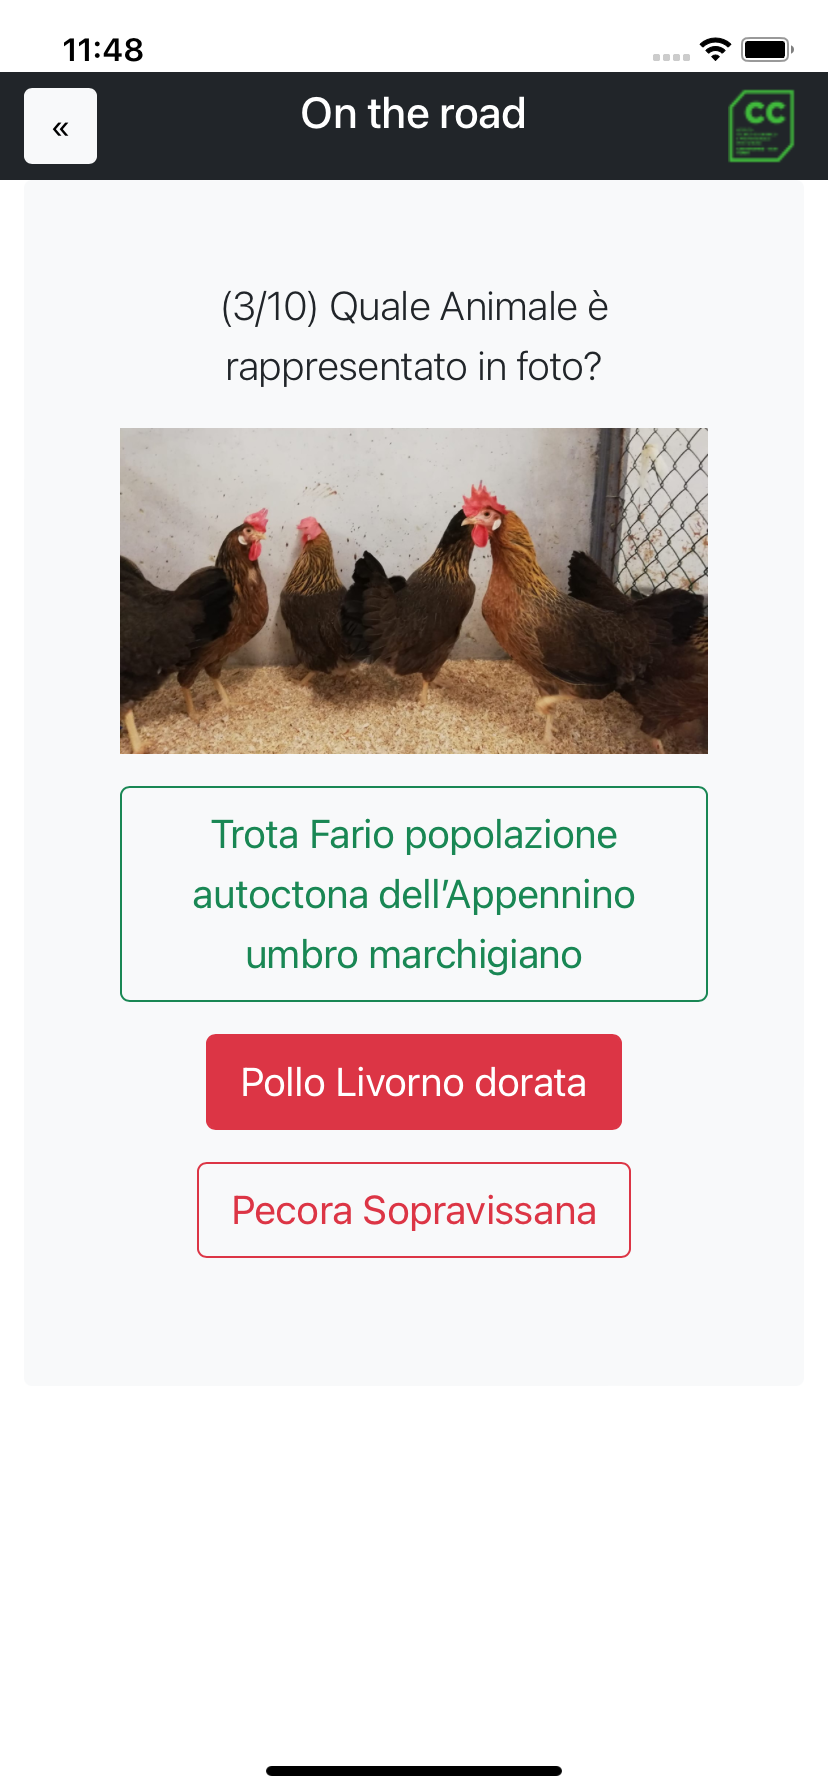 11:48
«
On the road
CC
(3/10) Quale Animale è
rappresentato in foto?
Trota Fario popolazione
autoctona dell’Appennino
umbro marchigiano
Pollo Livorno dorata
Pecora Sopravissana